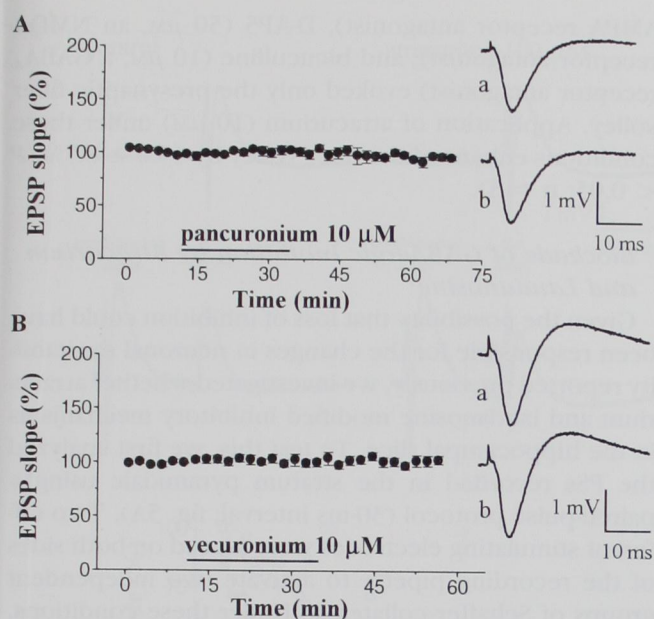 A
EPSP slope (%)
200
150
100
50
0
pancuronium 10 µM
0 15 30 45 60 75
Time (min)
a
b
1 mV
10 ms
B
EPSP slope (%)
200
150
100
50
0
vecuronium 10 µM
0 15 30 45 60
Time (min)
a
b
1 mV
10 ms